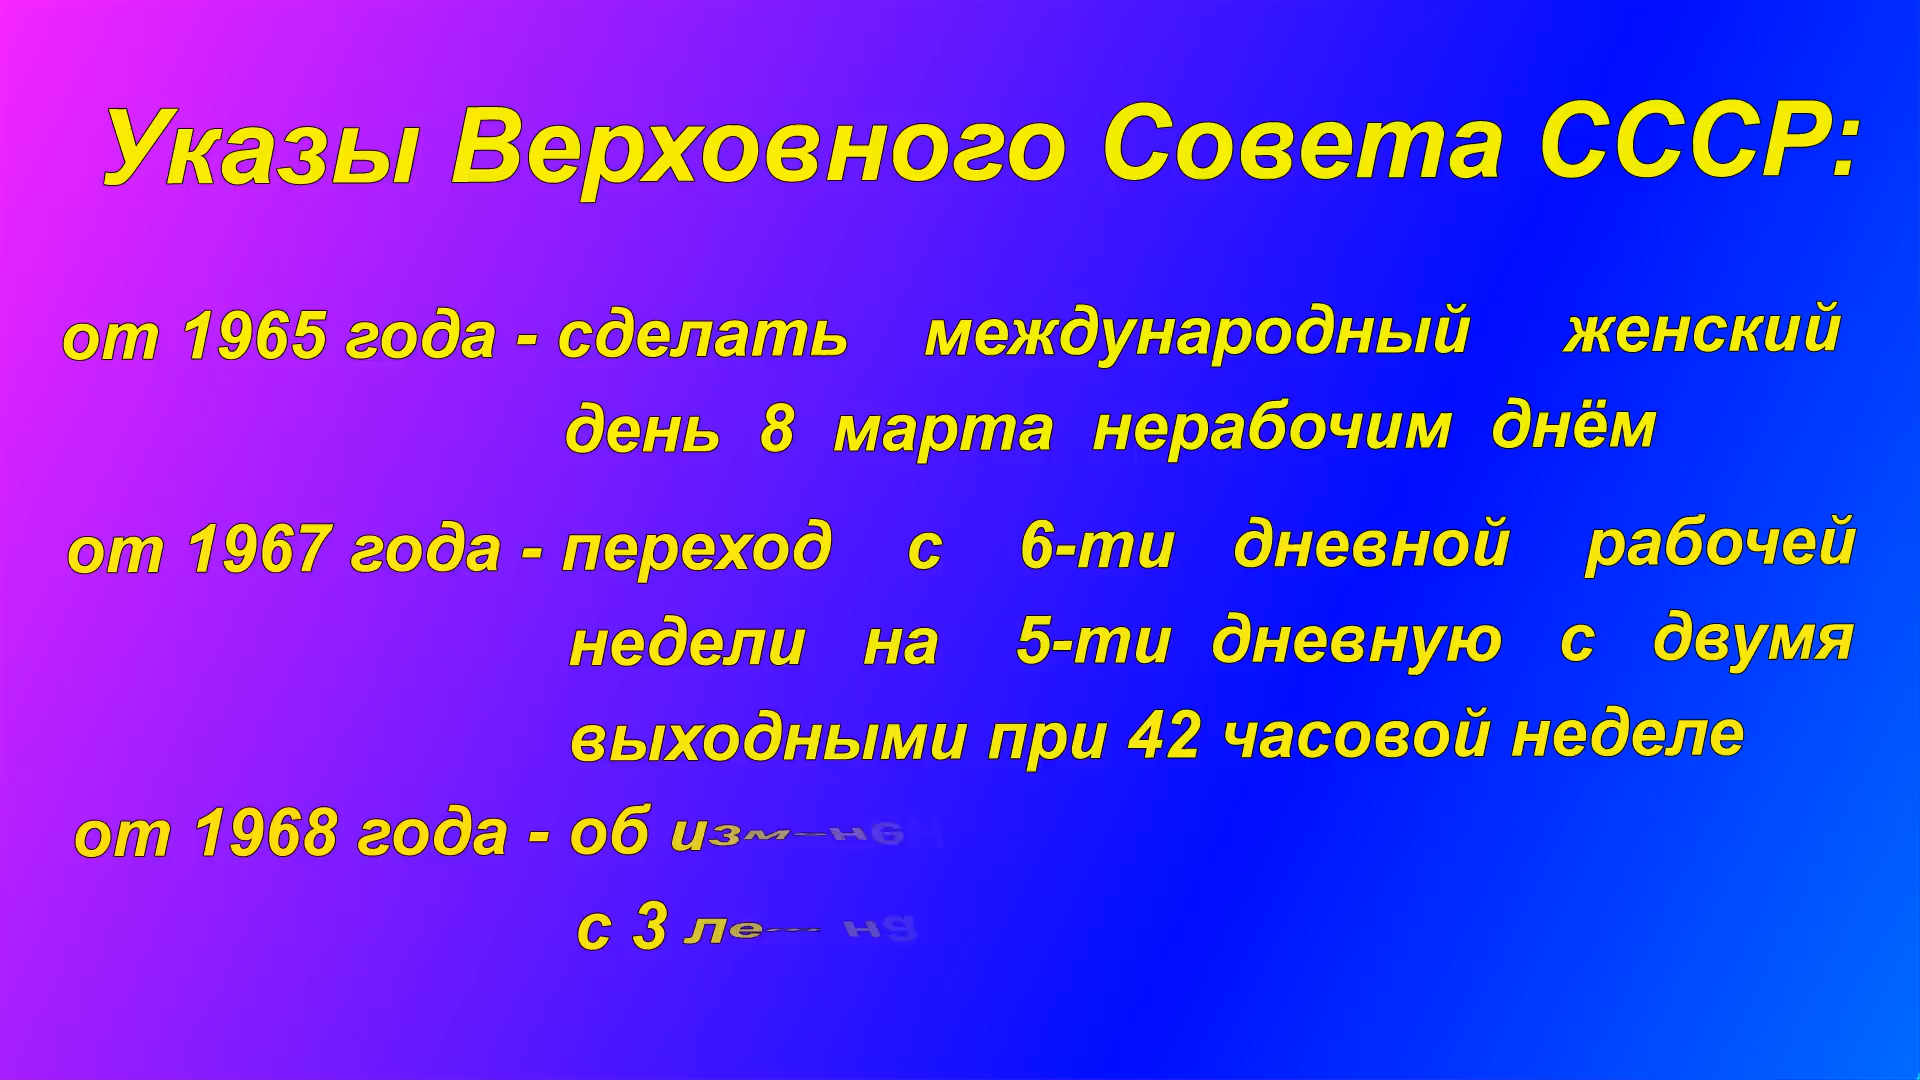 Указы Верховного Совета СССР:
от 1965 года - сделать международный женский
день 8 марта нерабочим днём
от 1967 года - переход с 6-ти дневной рабочей
недели на 5-ти дневную с двумя
выходными при 42 часовой неделе
от 1968 года - об
с 3